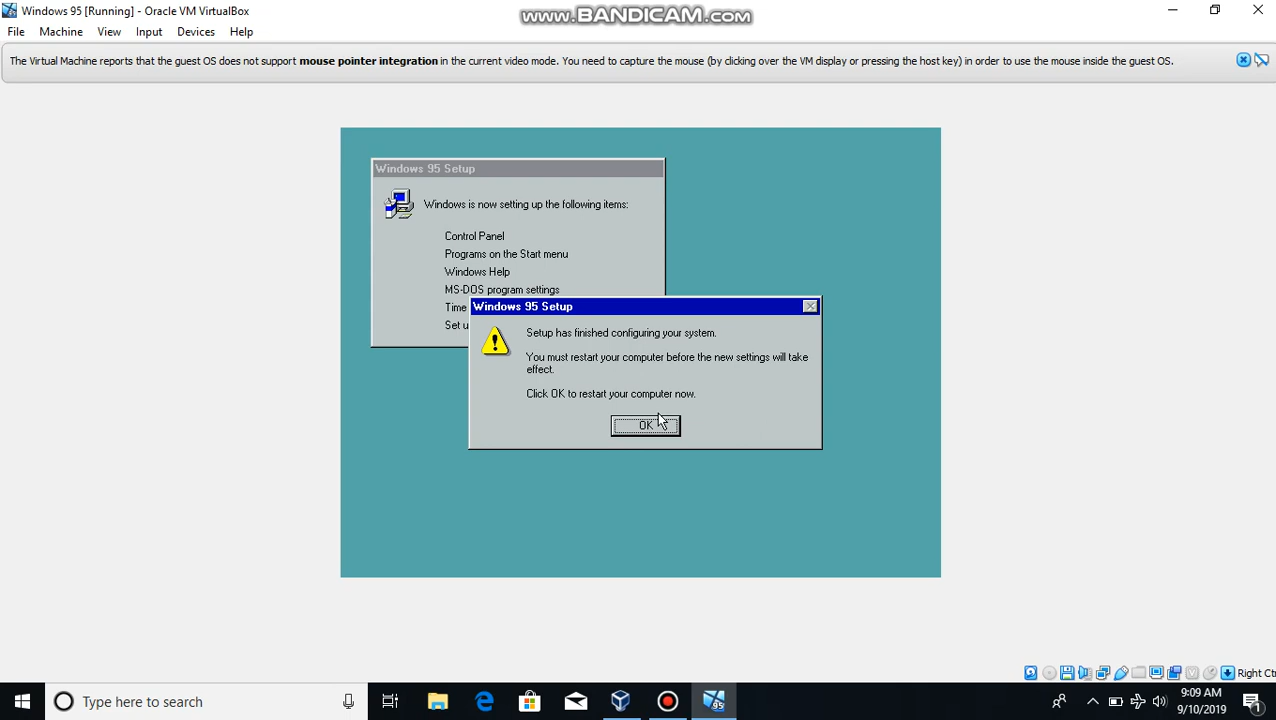 Windows 95 [Running] - Oracle VM VirtualBox
www.BANDICAM.com
File Machine View Input Devices Help
The Virtual Machine reports that the guest OS does not support mouse pointer integration in the current video mode. You need to capture the mouse (by clicking over the VM display or pressing the host key) in order to use the mouse inside the guest OS.
Windows 95 Setup
Windows is now setting up the following items:
Control Panel
Programs on the Start menu
Windows Help
MS-DOS program settings
Time
Set u
Windows 95 Setup
Setup has finished configuring your system.
You must restart your computer before the new settings will take
effect.
Click OK to restart your computer now.
OK
Right Ct
Type here to search
95
9:09 AM
9/10/2019
1